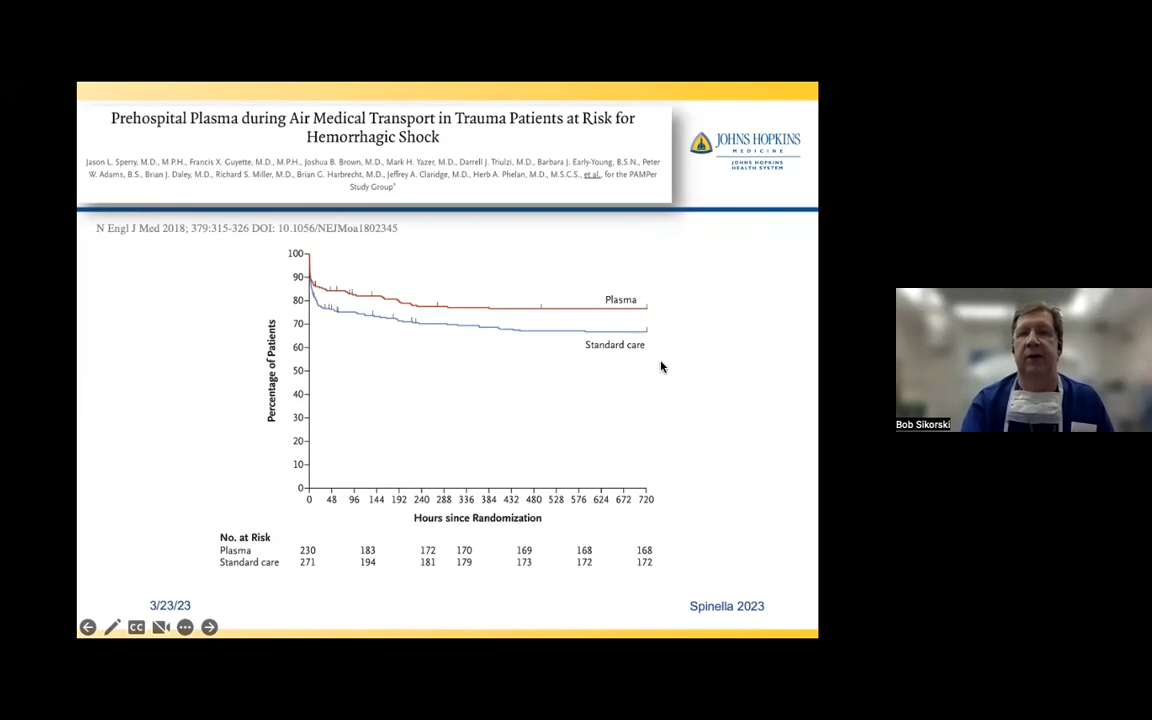 Prehospital Plasma during Air Medical Transport in Trauma Patients at Risk for
Hemorrhagic Shock
Jason L. Sperry, M.D., M.P.H., Francis X. Guyette, M.D., M.P.H., Joshua B. Brown, M.D., Mark H. Yazer, M.D., Darrell J. Triulzi, M.D., Barbara J. Early-Young, B.S.N., Peter
W. Adams, B.S., Brian J. Daley, M.D., Richard S. Miller, M.D., Brian G. Harbrecht, M.D., Jeffrey A. Claridge, M.D., Herb A. Phelan, M.D., M.S.C.S., et al., for the PAMPer
Study Group*
JOHNS HOPKINS
MEDICINE
JOHNS HOPKINS
HEALTH SYSTEM
N Engl J Med 2018; 379:315-326 DOI: 10.1056/NEJMoa1802345
Percentage of Patients
100
90
80
70
60
50
40
30
20
10
0
Plasma
Standard care
0 48 96 144 192 240 288 336 384 432 480 528 576 624 672 720
Hours since Randomization
No. at Risk
Plasma 230 183 172 170 169 168 168
Standard care 271 194 181 179 173 172 172
3/23/23
Spinella 2023
CC
Bob Sikorski